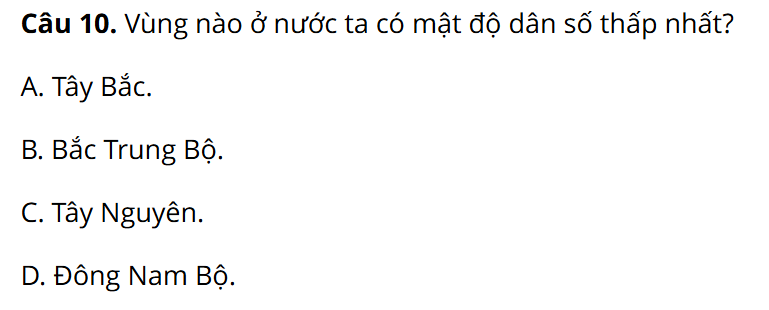 Câu 10. Vùng nào ở nước ta có mật độ dân số thấp nhất?
A. Tây Bắc.
B. Bắc Trung Bộ.
C. Tây Nguyên.
D. Đông Nam Bộ.